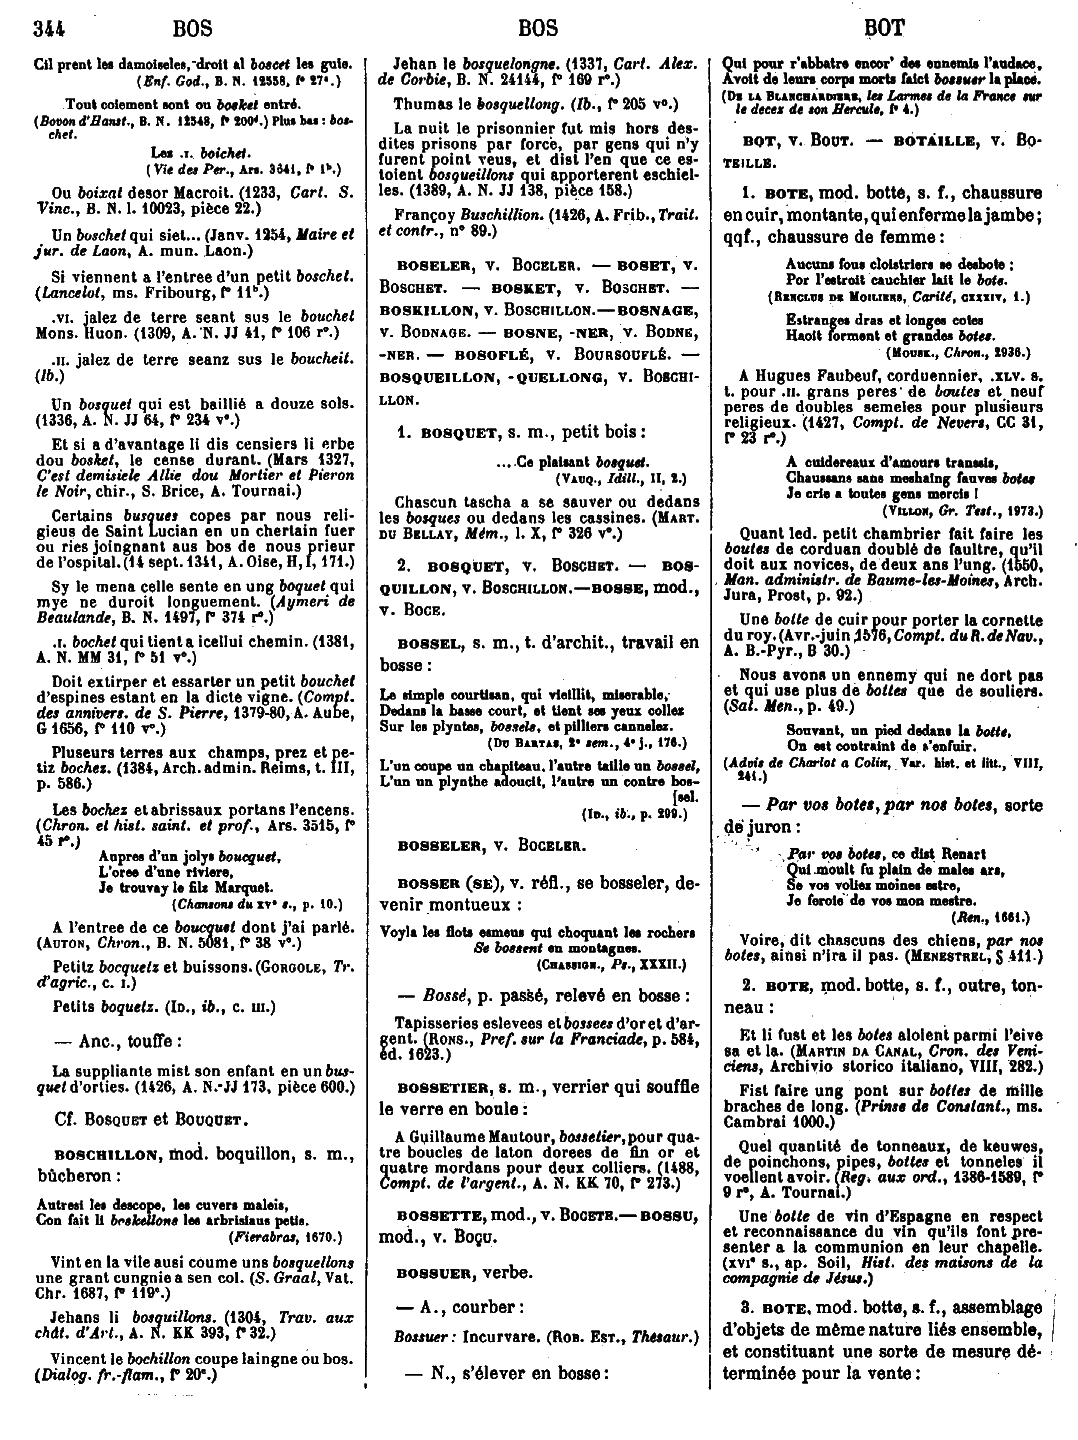 344 BOS BOS BOT
Cil prent les damoiseles, droit al boscet les guie.
(Enf. God., B. N. 12558, f° 27ª.)
Tout coiement sont ou bosket entré.
(Bovon d'Hanst., B. N. 12548, f° 200ᵈ.) Plus bas : bos-
chet.
Les .I. boichet.
(Vie des Per., Ars. 3641, f° 1ᵇ.)
Ou boixat desor Macroit. (1233, Cart. S.
Vinc., B. N. l. 10023, pièce 22.)
Un boschet qui siet... (Janv. 1254, Maire et
jur. de Laon, A. mun. Laon.)
Si viennent a l'entree d'un petit boschet.
(Lancelot, ms. Fribourg, f° 11ᵇ.)
.VI. jalez de terre seant sus le bouchet
Mons. Huon. (1309, A. N. JJ 41, f° 106 r°.)
.II. jalez de terre seanz sus le boucheit.
(Ib.)
Un bosquet qui est baillié a douze sols.
(1336, A. N. JJ 64, f° 234 v°.)
Et si a d'avantage li dis censiers li erbe
dou bosket, le cense durant. (Mars 1327,
C'est demisiele Allie dou Mortier et Pieron
le Noir, chir., S. Brice, A. Tournai.)
Certains busques copes par nous reli-
gieus de Saint Lucian en un chertain fuer
ou ries joingnant aus bos de nous prieur
de l'ospital. (14 sept. 1341, A. Oise, H, I, 171.)
Sy le mena celle sente en ung boquet qui
mye ne duroit longuement. (Aymeri de
Beaulande, B. N. 1497, f° 374 r°.)
.I. bochet qui tient a icellui chemin. (1381,
A. N. MM 31, f° 51 v°.)
Doit extirper et essarter un petit bouchet
d'espines estant en la dicte vigne. (Compt.
des annivers. de S. Pierre, 1379-80, A. Aube,
G 1656, f° 110 v°.)
Pluseurs terres aux champs, prez et pe-
tiz bochez. (1384, Arch. admin. Reims, t. III,
p. 586.)
Les bochez et abrissaux portans l'encens.
(Chron. et hist. saint. et prof., Ars. 3515, f°
45 r°.)
Aupres d'un jolys boucquet,
L'oree d'une riviere,
Je trouvay le filz Marquet.
(Chansons du XVᵉ s., p. 10.)
A l'entree de ce boucquet dont j'ai parlé.
(AUTON, Chron., B. N. 5081, f° 38 v°.)
Petitz bocquetz et buissons. (GORGOLE, Tr.
d'agric., c. I.)
Petits boquetz. (ID., ib., c. III.)
— Anc., touffe :
La suppliante mist son enfant en un bus-
quet d'orties. (1426, A. N. JJ 173, pièce 600.)
Cf. BOSQUET et BOUQUET.
BOSCHILLON, mod. boquillon, s. m.,
bûcheron :
Autresi les descope, les cuvers maleis,
Con fait li boskellons les arbrisiaus petis.
(Fierabras, 1670.)
Vint en la vile ausi coume uns bosquellons
une grant cungnie a sen col. (S. Graal, Vat.
Chr. 1687, f° 119ᵉ.)
Jehans li bosquillons. (1304, Trav. aux
chât. d'Art., A. N. KK 393, f° 32.)
Vincent le bochillon coupe laingne ou bos.
(Dialog. fr.-flam., f° 20ᵉ.)
Jehan le bosquelongne. (1337, Cart. Alex.
de Corbie, B. N. 24144, f° 169 r°.)
Thumas le bosquellong. (Ib., f° 205 v°.)
La nuit le prisonnier fut mis hors des-
dites prisons par force, par gens qui n'y
furent point veus, et dist l'en que ce es-
toient bosqueillons qui apporterent eschiel-
les. (1389, A. N. JJ 138, pièce 158.)
Françoy Buschillion. (1426, A. Frib., Trait.
et contr., n° 89.)
BOSELER, V. BOCELER. — BOSET, V.
BOSCHET. — BOSKET, V. BOSCHET. —
BOSKILLON, V. BOSCHILLON. — BOSNAGE,
V. BODNAGE. — BOSNE, -NER, V. BODNE,
-NER. — BOSOFLÉ, V. BOURSOUFLÉ. —
BOSQUEILLON, -QUELLONG, V. BOSCHI-
LLON.
1. BOSQUET, s. m., petit bois :
....Ce plaisant bosquet.
(VAUQ., Idill., II, 2.)
Chascun tascha a se sauver ou dedans
les bosques ou dedans les cassines. (MART.
DU BELLAY, Mém., l. X, f° 326 v°.)
2. BOSQUET, V. BOSCHET. — BOS-
QUILLON, V. BOSCHILLON. — BOSSE, mod.,
V. BOCE.
BOSSEL, s. m., t. d'archit., travail en
bosse :
Le simple courtisan, qui vieillit, miserable,
Dedans la basse court, et tient ses yeux collez
Sur les plyntes, bossels, et pilliers cannelez.
(DU BARTAS, 2ᵉ sem., 4ᵉ j., 176.)
L'un coupe un chapiteau, l'autre taille un bossel,
L'un un plynthe adoucit, l'autre un contre bos-
[sel.
(ID., ib., p. 299.)
BOSSELER, V. BOCELER.
BOSSER (SE), v. réfl., se bosseler, de-
venir montueux :
Voyla les flots esmeus qui choquant les rochers
Se bossent en montagnes.
(CHASSIGN., Ps., XXXII.)
— Bossé, p. passé, relevé en bosse :
Tapisseries eslevees et bossees d'or et d'ar-
gent. (RONS., Pref. sur la Franciade, p. 584,
éd. 1623.)
BOSSETIER, s. m., verrier qui souffle
le verre en boule :
A Guillaume Mautour, bossetier, pour qua-
tre boucles de laton dorees de fin or et
quatre mordans pour deux colliers. (1488,
Compt. de l'argent., A. N. KK 70, f° 273.)
BOSSETTE, mod., v. BOCETE. — BOSSU,
mod., v. BOÇU.
BOSSUER, verbe.
— A., courber :
Bossuer : Incurvare. (ROB. EST., Thesaur.)
— N., s'élever en bosse :
Qui pour r'abbatre encor' des ennemis l'audace,
Avoit de leurs corps morts faict bossuer la place.
(DE LA BLANCHARDIERE, les Larmes de la France sur
le deces de son Hercule, f° 4.)
BOT, V. BOUT. — BOTAILLE, V. BO-
TEILLE.
1. BOTE, mod. botte, s. f., chaussure
en cuir, montante, qui enferme la jambe ;
qqf., chaussure de femme :
Aucuns fous cloistriers se desbote ;
Por l'estroit cauchier lait le bote.
(RENCLUS DE MOILIENS, Carité, CXXXIV, 1.)
Estranges dras et longes cotes
Haoit forment et grandes botes.
(MOUSK., Chron., 2936.)
A Hugues Faubeuf, corduennier, .XLV. s.
t. pour .II. grans peres de boutes et neuf
peres de doubles semeles pour plusieurs
religieux. (1427, Compt. de Nevers, CC 31,
f° 23 r°.)
A cuidereaux d'amours transsis,
Chaussans sans meshaing fauves botes
Je crie a toutes gens mercis !
(VILLON, Gr. Test., 1973.)
Quant led. petit chambrier fait faire les
boutes de corduan doublé de faultre, qu'il
doit aux novices, de deux ans l'ung. (1550,
Man. administr. de Baume-les-Moines, Arch.
Jura, Prost, p. 92.)
Une botte de cuir pour porter la cornette
du roy. (Avr.-juin 1576, Compt. du R. de Nav.,
A. B.-Pyr., B 30.)
Nous avons un ennemy qui ne dort pas
et qui use plus de bottes que de souliers.
(Sat. Men., p. 49.)
Souvant, un pied dedans la botte,
On est contraint de s'enfuir.
(Advis de Charlot a Colin, Var. hist. et litt., VIII,
241.)
— Par vos botes, par nos botes, sorte
de juron :
Par vos botes, ce dist Renart
Qui moult fu plain de males ars,
Se vos voliez moines estre,
Je feroie de vos mon mestre.
(Ren., 1661.)
Voire, dit chascuns des chiens, par nos
botes, ainsi n'ira il pas. (MENESTREL, § 411.)
2. BOTE, mod. botte, s. f., outre, ton-
neau :
Et li fust et les botes aloient parmi l'eive
sa et la. (MARTIN DA CANAL, Cron. des Veni-
ciens, Archivio storico italiano, VIII, 282.)
Fist faire ung pont sur bottes de mille
braches de long. (Prinse de Constant., ms.
Cambrai 1000.)
Quel quantité de tonneaux, de keuwes,
de poinchons, pipes, bottes et tonneles il
voellent avoir. (Reg. aux ord., 1386-1589, f°
9 r°, A. Tournai.)
Une botte de vin d'Espagne en respect
et reconnaissance du vin qu'ils font pre-
senter a la communion en leur chapelle.
(XVIᵉ s., ap. Soil, Hist. des maisons de la
compagnie de Jésus.)
3. BOTE, mod. botte, s. f., assemblage
d'objets de même nature liés ensemble,
et constituant une sorte de mesure dé-
terminée pour la vente :